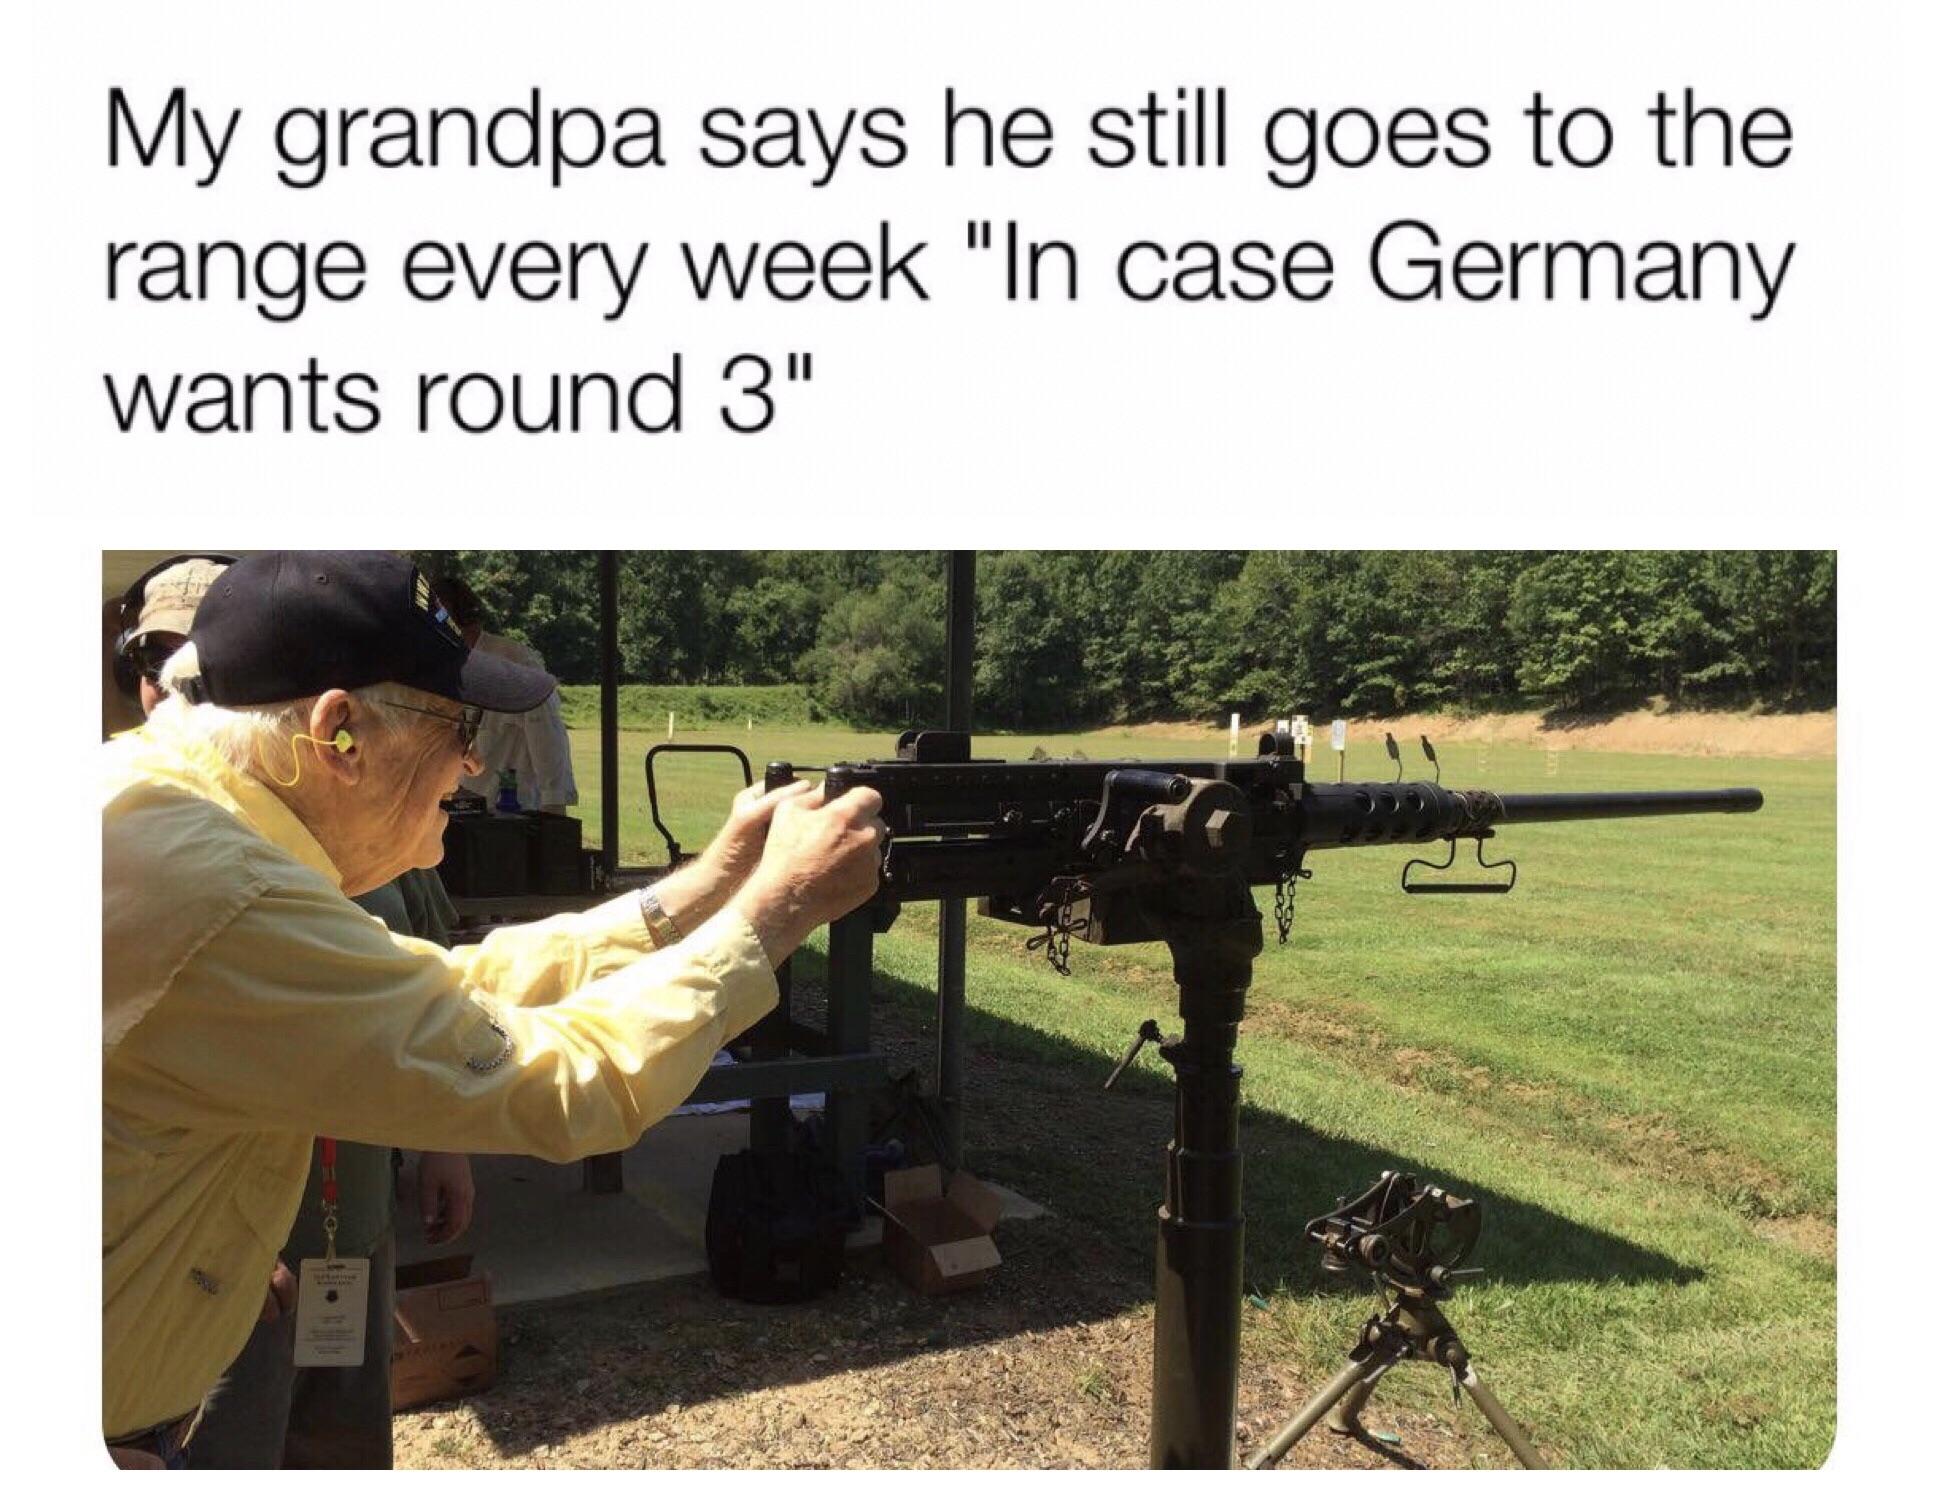 My grandpa says he still goes to the
range every week "In case Germany
wants round 3"